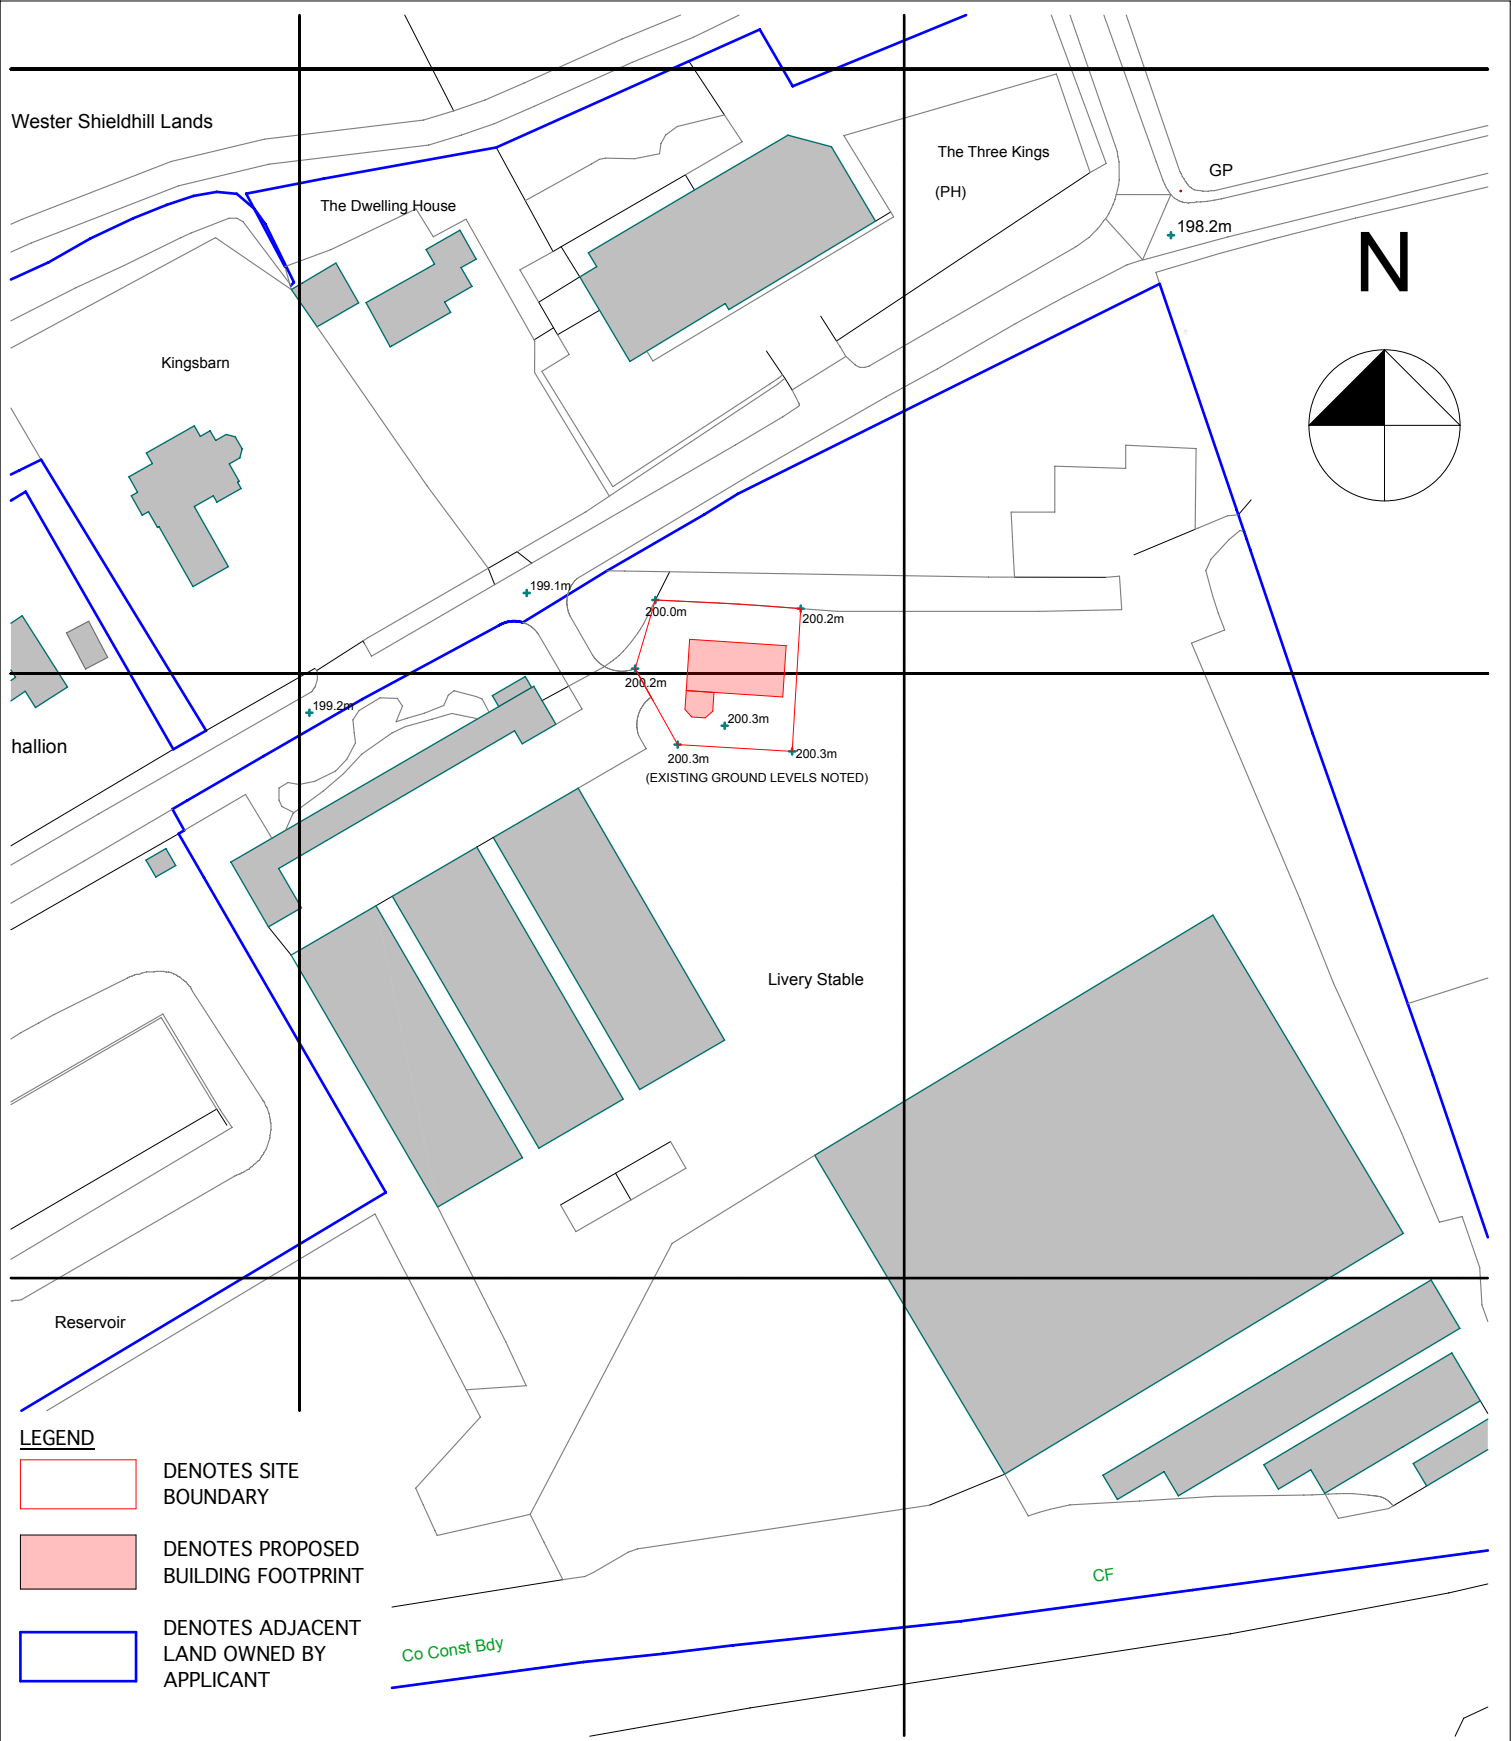 Wester Shieldhill Lands
The Three Kings
(PH)
GP
198.2m
N
The Dwelling House
Kingsbarn
199.1m
200.0m
200.2m
200.2m
199.2m
200.3m
hallion
200.3m
200.3m
(EXISTING GROUND LEVELS NOTED)
Livery Stable
Reservoir
LEGEND
DENOTES SITE
BOUNDARY
DENOTES PROPOSED
BUILDING FOOTPRINT
DENOTES ADJACENT
LAND OWNED BY
APPLICANT
CF
Co Const Bdy